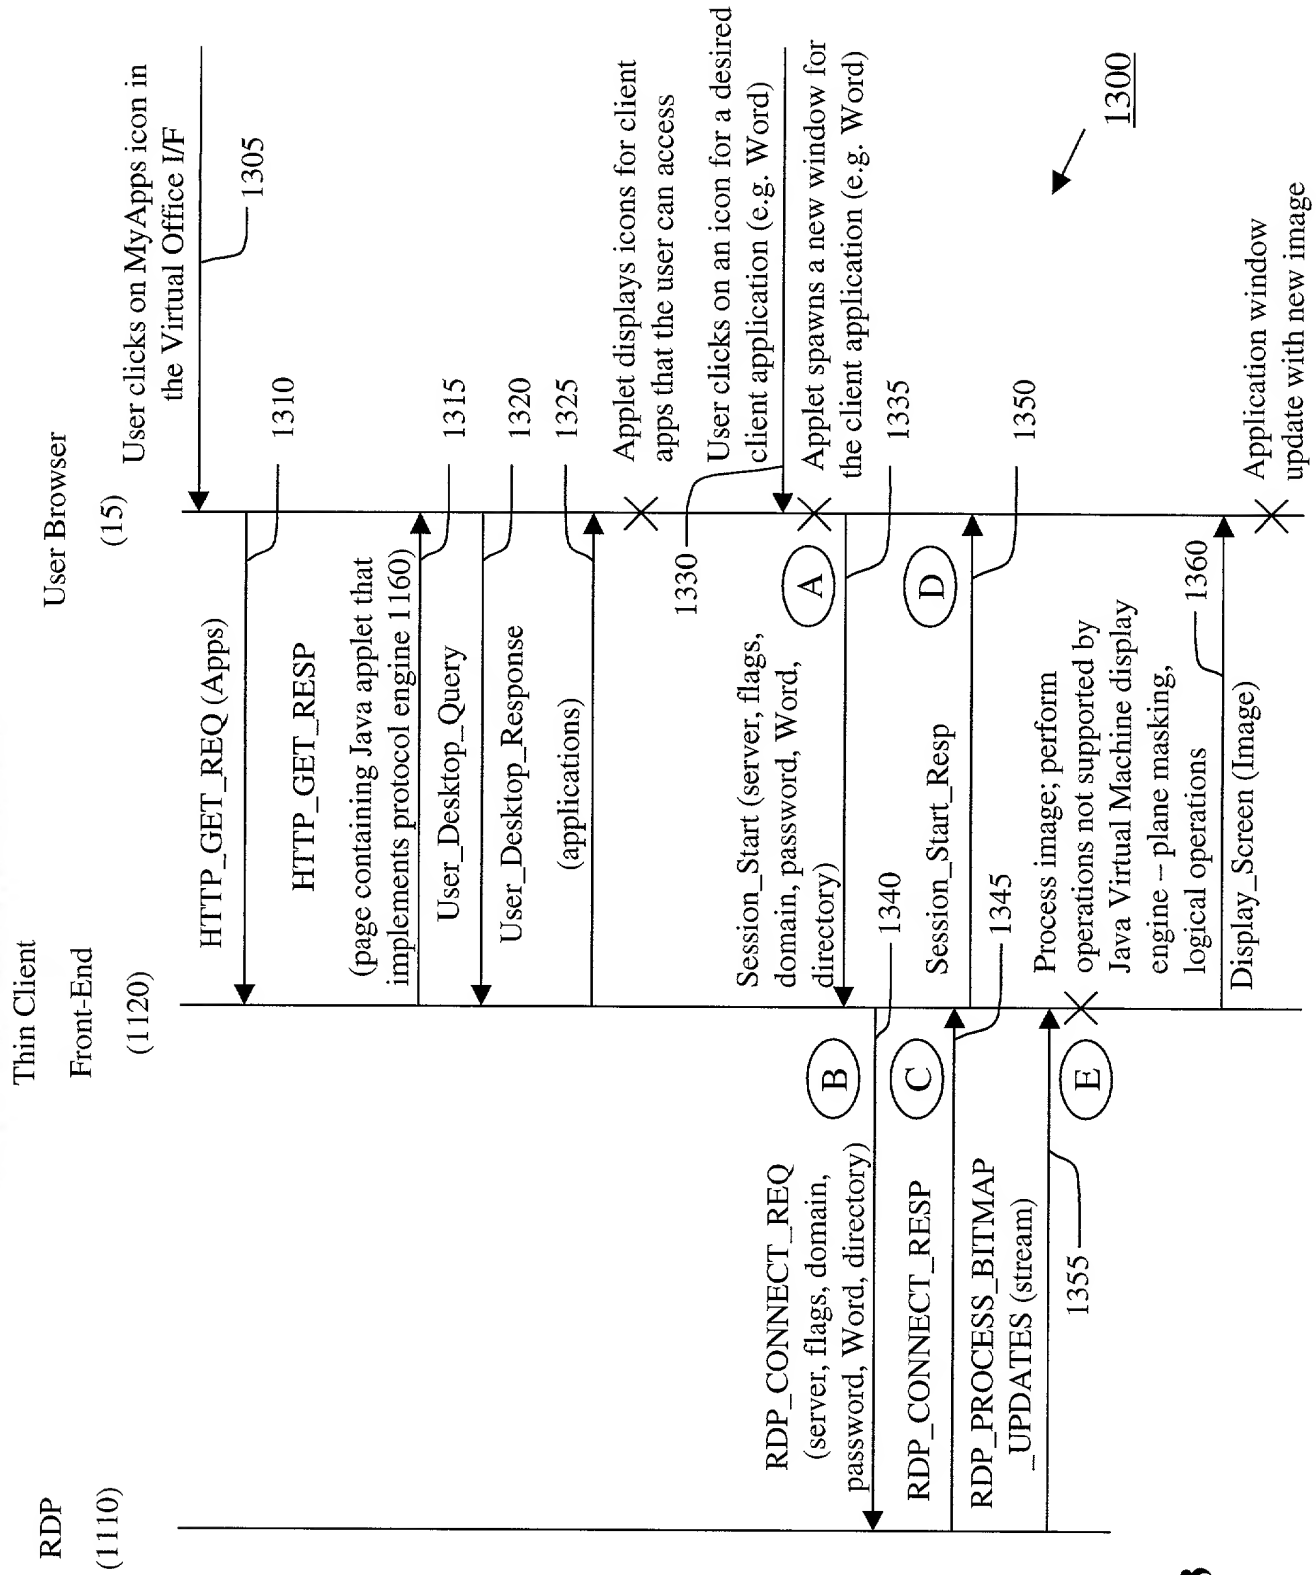 RDP
(1110)
Thin Client
Front-End
(1120)
User Browser
(15)
User clicks on MyApps icon in
the Virtual Office I/F
1305
HTTP_GET_REQ (Apps)
1310
HTTP_GET_RESP
(page containing Java applet that
implements protocol engine 1160)
1315
User_Desktop_Query
1320
User_Desktop_Response
(applications)
1325
Applet displays icons for client
apps that the user can access
User clicks on an icon for a desired
client application (e.g. Word)
1330
Applet spawns a new window for
the client application (e.g. Word)
A
Session_Start (server, flags,
domain, password, Word,
directory)
1335
RDP_CONNECT_REQ
(server, flags, domain,
password, Word, directory)
B
1340
RDP_CONNECT_RESP
C
1345
Session_Start_Resp
D
1350
RDP_PROCESS_BITMAP
_UPDATES (stream)
1355
E
Process image; perform
operations not supported by
Java Virtual Machine display
engine – plane masking,
logical operations
1360
Display_Screen (Image)
Application window
update with new image
1300